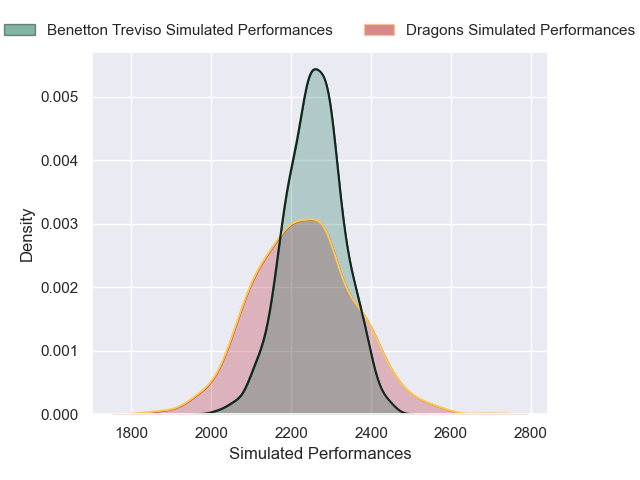 Benetton Treviso Simulated Performances
Dragons Simulated Performances
Density
0.005
0.004
0.003
0.002
0.001
0.000
1800 2000 2200 2400 2600 2800
Simulated Performances